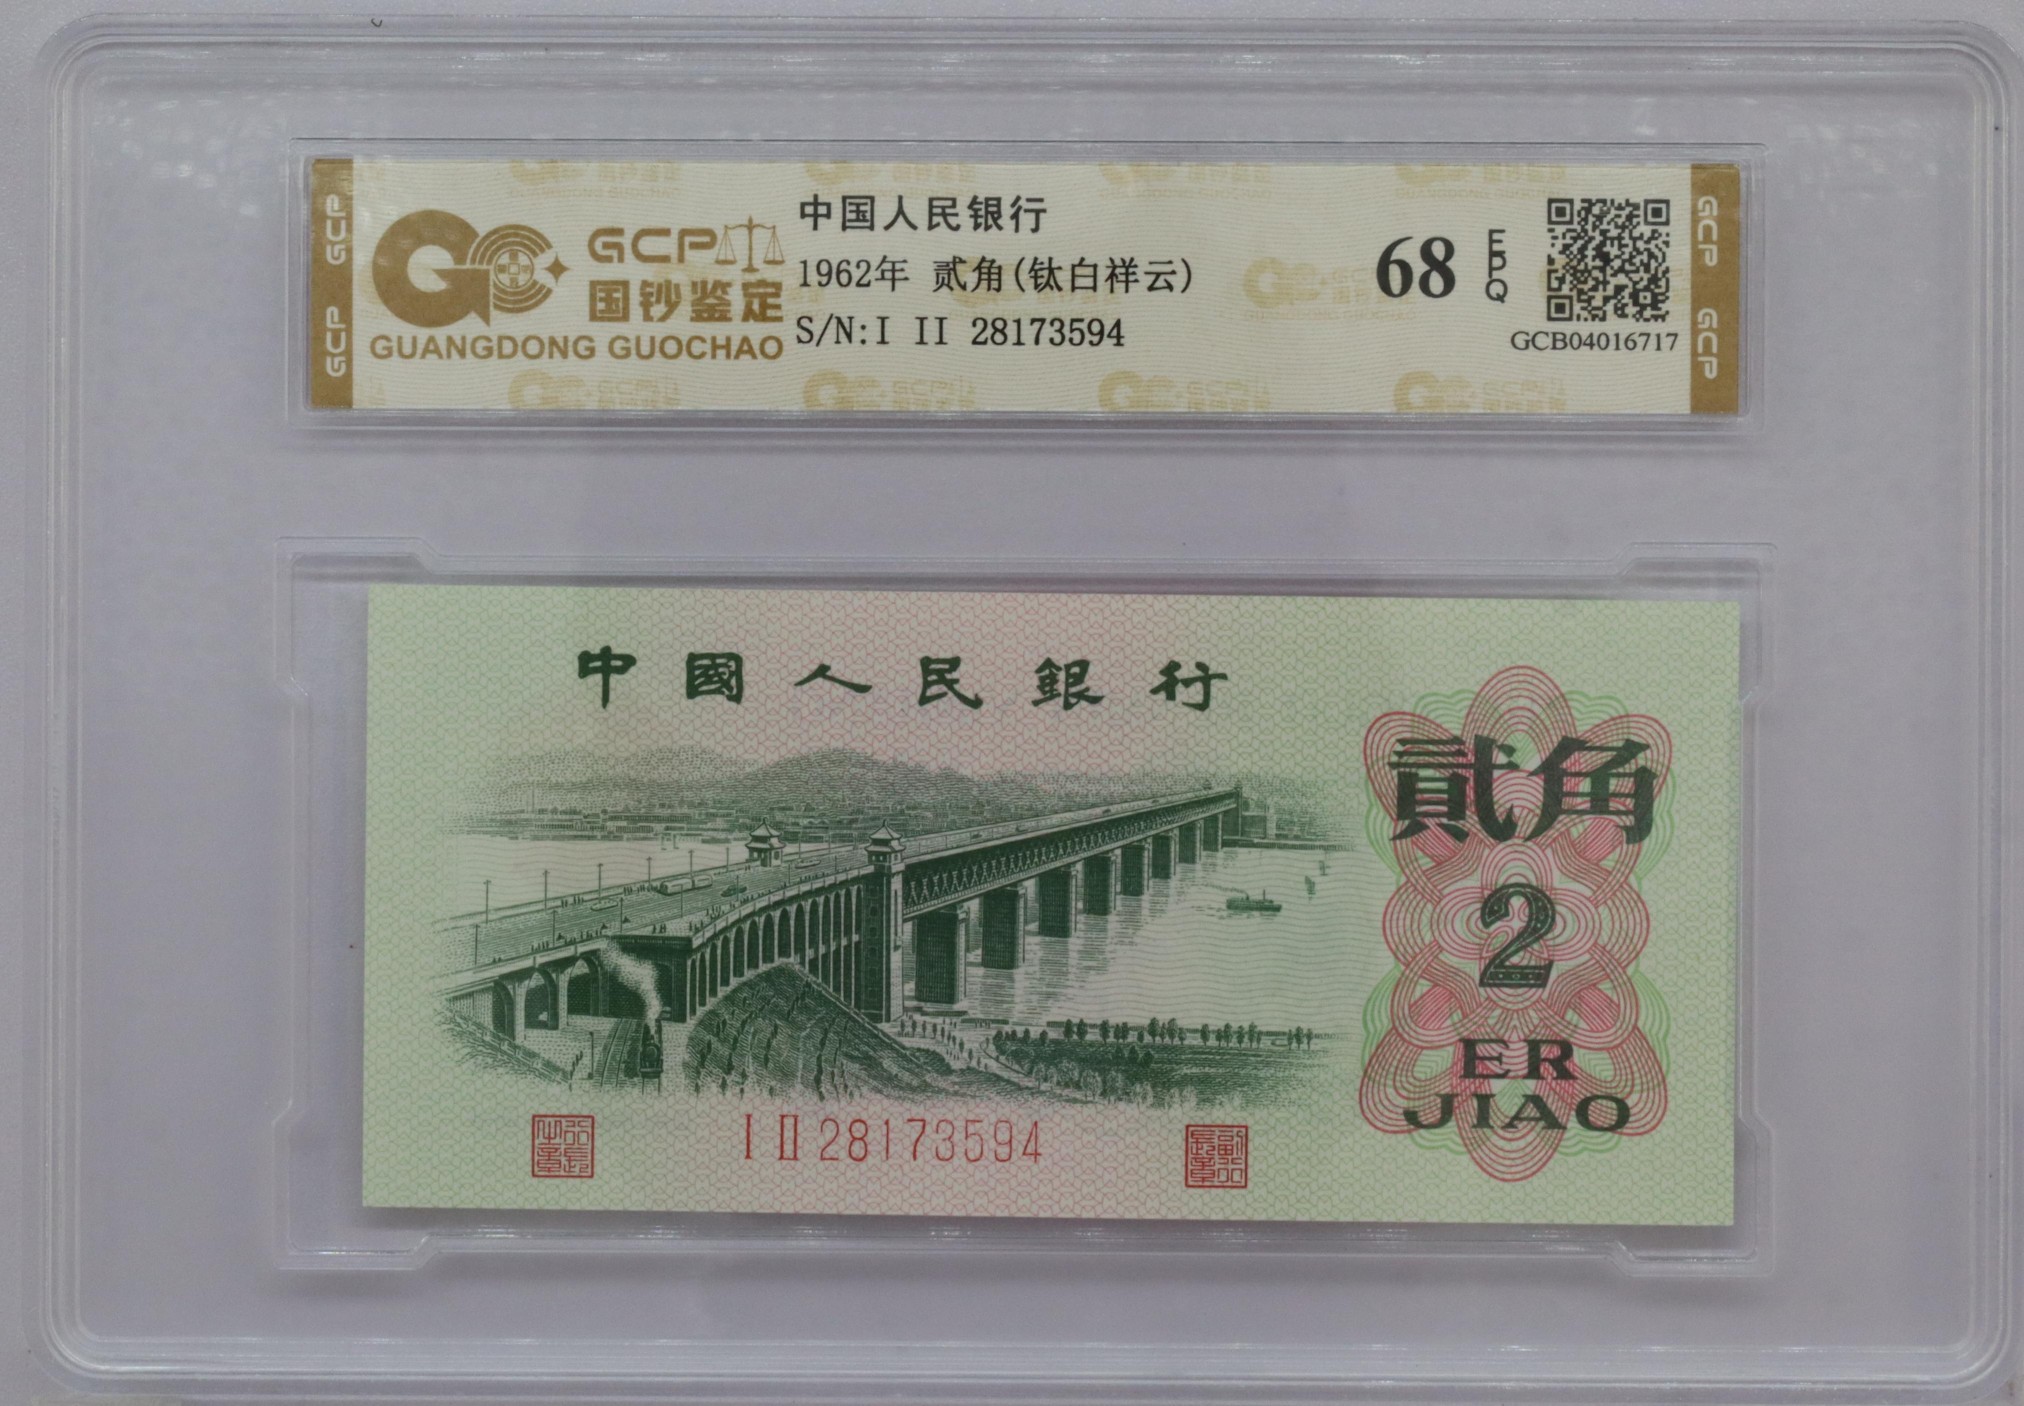 GCP GCP
GCP
国钞鉴定
GUANGDONG GUOCHAO
中国人民银行
1962年 贰角(钛白祥云)
S/N:I II 28173594
68
EPQ
GCB04016717
GCP GCP
中國人民銀行
貳角
2
ER
JIAO
I II 28173594